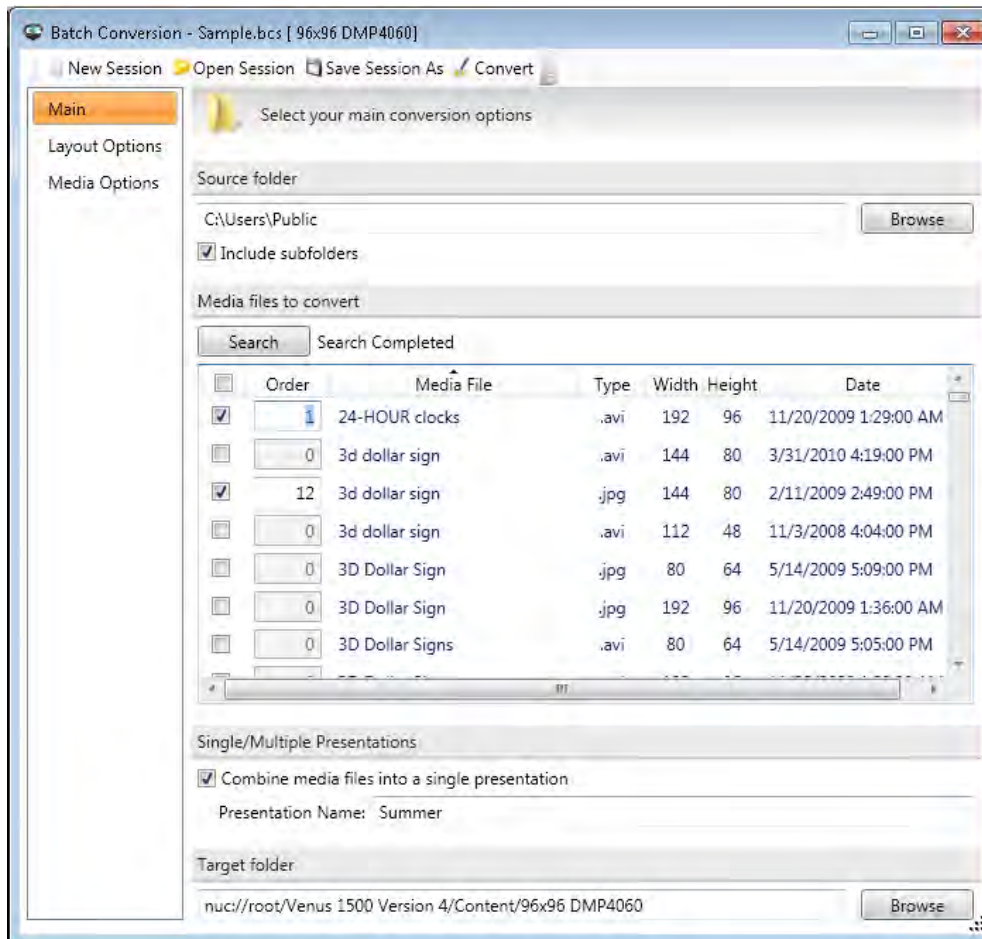 Batch Conversion - Sample.bcs [ 96x96 DMP4060]
New Session Open Session Save Session As Convert
Main
Select your main conversion options
Layout Options
Media Options
Source folder
C:\Users\Public Browse
Include subfolders
Media files to convert
Search Search Completed
Order Media File Type Width Height Date
1 24-HOUR clocks .avi 192 96 11/20/2009 1:29:00 AM
0 3d dollar sign .avi 144 80 3/31/2010 4:19:00 PM
12 3d dollar sign .jpg 144 80 2/11/2009 2:49:00 PM
0 3d dollar sign .avi 112 48 11/3/2008 4:04:00 PM
0 3D Dollar Sign .jpg 80 64 5/14/2009 5:09:00 PM
0 3D Dollar Sign .jpg 192 96 11/20/2009 1:36:00 AM
0 3D Dollar Signs .avi 80 64 5/14/2009 5:05:00 PM
Single/Multiple Presentations
Combine media files into a single presentation
Presentation Name: Summer
Target folder
nuc://root/Venus 1500 Version 4/Content/96x96 DMP4060 Browse